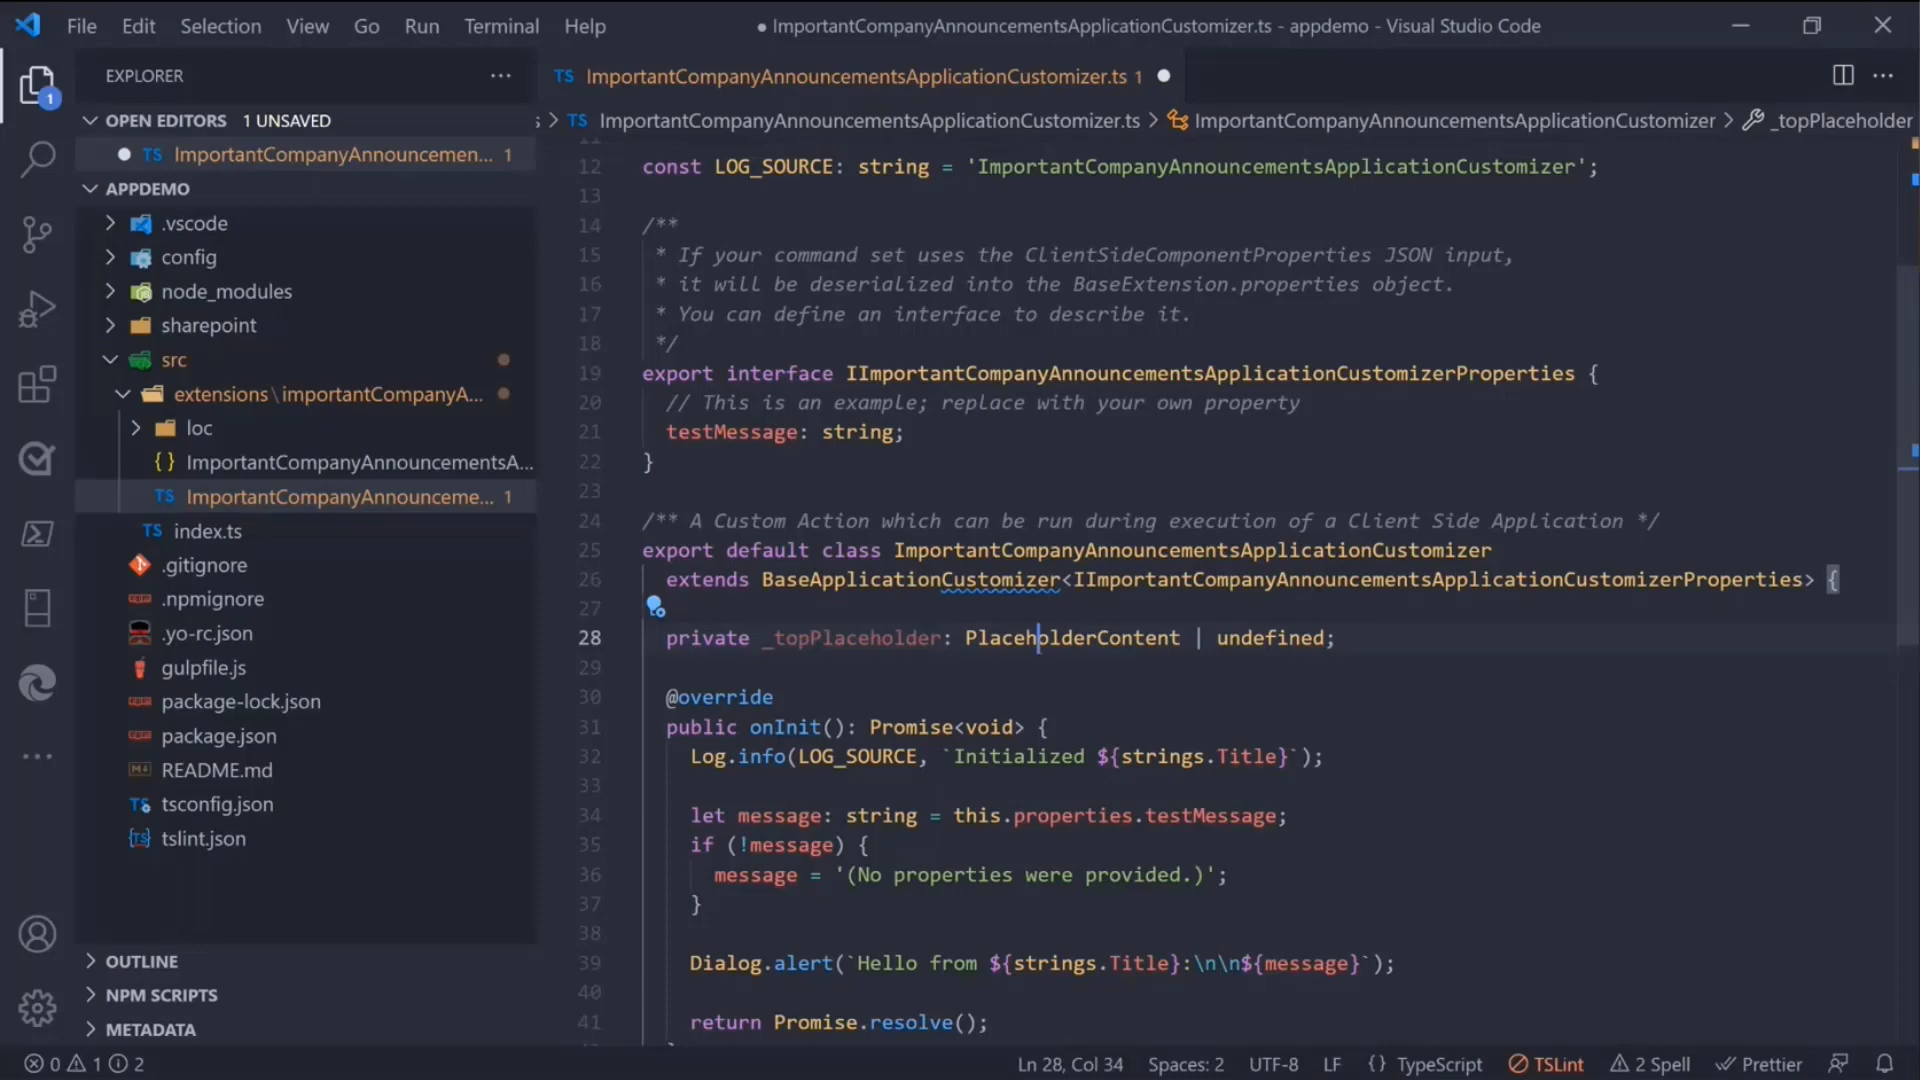 File Edit Selection View Go Run Terminal Help
● ImportantCompanyAnnouncementsApplicationCustomizer.ts - appdemo - Visual Studio Code
EXPLORER
OPEN EDITORS 1 UNSAVED
TS ImportantCompanyAnnouncemen... 1
APPDEMO
.vscode
config
node_modules
sharepoint
src
extensions\importantCompanyA...
loc
{} ImportantCompanyAnnouncementsA...
TS ImportantCompanyAnnounceme... 1
TS index.ts
.gitignore
.npmignore
.yo-rc.json
gulpfile.js
package-lock.json
package.json
README.md
tsconfig.json
tslint.json
OUTLINE
NPM SCRIPTS
METADATA
1
TS ImportantCompanyAnnouncementsApplicationCustomizer.ts 1 ●
s > TS ImportantCompanyAnnouncementsApplicationCustomizer.ts > ImportantCompanyAnnouncementsApplicationCustomizer > _topPlaceholder
12 const LOG_SOURCE: string = 'ImportantCompanyAnnouncementsApplicationCustomizer';
13
14 /**
15 * If your command set uses the ClientSideComponentProperties JSON input,
16 * it will be deserialized into the BaseExtension.properties object.
17 * You can define an interface to describe it.
18 */
19 export interface IImportantCompanyAnnouncementsApplicationCustomizerProperties {
20 // This is an example; replace with your own property
21 testMessage: string;
22 }
23
24 /** A Custom Action which can be run during execution of a Client Side Application */
25 export default class ImportantCompanyAnnouncementsApplicationCustomizer
26 extends BaseApplicationCustomizer<IImportantCompanyAnnouncementsApplicationCustomizerProperties> {
27
28 private _topPlaceholder: PlaceholderContent | undefined;
29
30 @override
31 public onInit(): Promise<void> {
32 Log.info(LOG_SOURCE, `Initialized ${strings.Title}`);
33
34 let message: string = this.properties.testMessage;
35 if (!message) {
36 message = '(No properties were provided.)';
37 }
38
39 Dialog.alert(`Hello from ${strings.Title}:\n\n${message}`);
40
41 return Promise.resolve();
0 1 2
Ln 28, Col 34 Spaces: 2 UTF-8 LF {} TypeScript TSLint 2 Spell Prettier